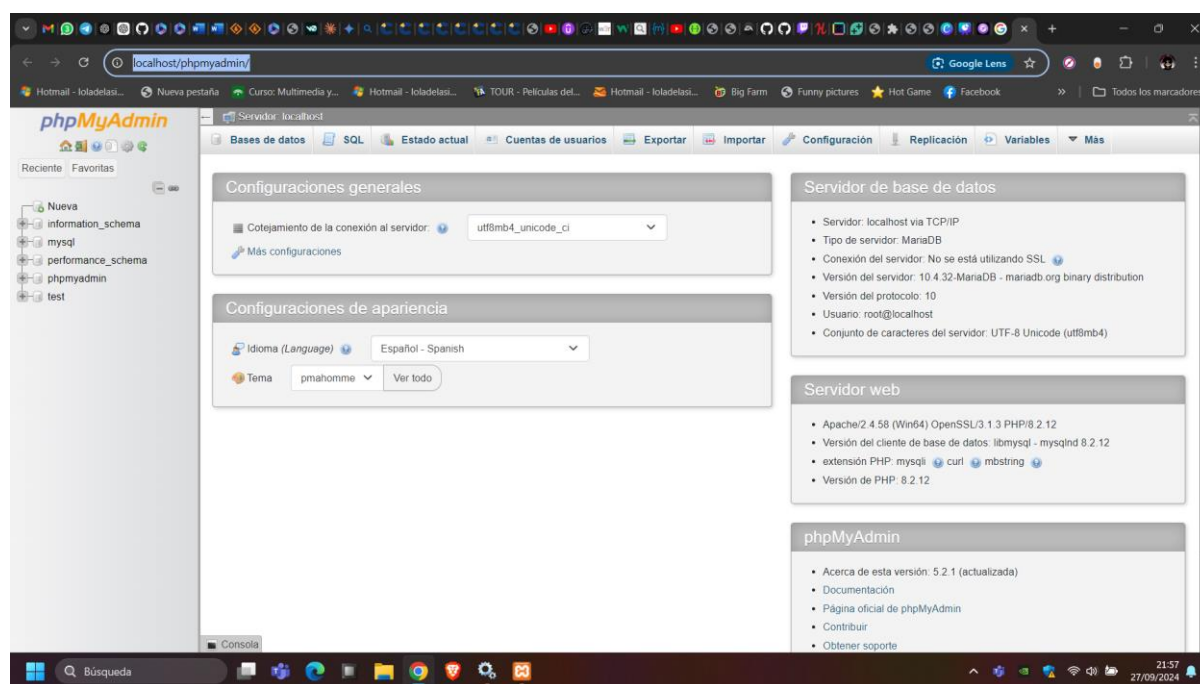 localhost/phpmyadmin/
Google Lens
Hotmail - loladelasi...
Nueva pestaña
Curso: Multimedia y...
Hotmail - loladelasi...
TOUR - Películas del...
Hotmail - loladelasi...
Big Farm
Funny pictures
Hot Game
Facebook
»
Todos los marcadores
phpMyAdmin
Reciente Favoritas
Nueva
information_schema
mysql
performance_schema
phpmyadmin
test
Servidor: localhost
Bases de datos SQL Estado actual Cuentas de usuarios Exportar Importar Configuración Replicación Variables Más
Configuraciones generales
Cotejamiento de la conexión al servidor: utf8mb4_unicode_ci
Más configuraciones
Configuraciones de apariencia
Idioma (Language) Español - Spanish
Tema pmahomme Ver todo
Servidor de base de datos
• Servidor: localhost via TCP/IP
• Tipo de servidor: MariaDB
• Conexión del servidor: No se está utilizando SSL
• Versión del servidor: 10.4.32-MariaDB - mariadb.org binary distribution
• Versión del protocolo: 10
• Usuario: root@localhost
• Conjunto de caracteres del servidor: UTF-8 Unicode (utf8mb4)
Servidor web
• Apache/2.4.58 (Win64) OpenSSL/3.1.3 PHP/8.2.12
• Versión del cliente de base de datos: libmysql - mysqlnd 8.2.12
• extensión PHP: mysqli curl mbstring
• Versión de PHP: 8.2.12
phpMyAdmin
• Acerca de esta versión: 5.2.1 (actualizada)
• Documentación
• Página oficial de phpMyAdmin
• Contribuir
• Obtener soporte
Consola
Búsqueda
21:57
27/09/2024